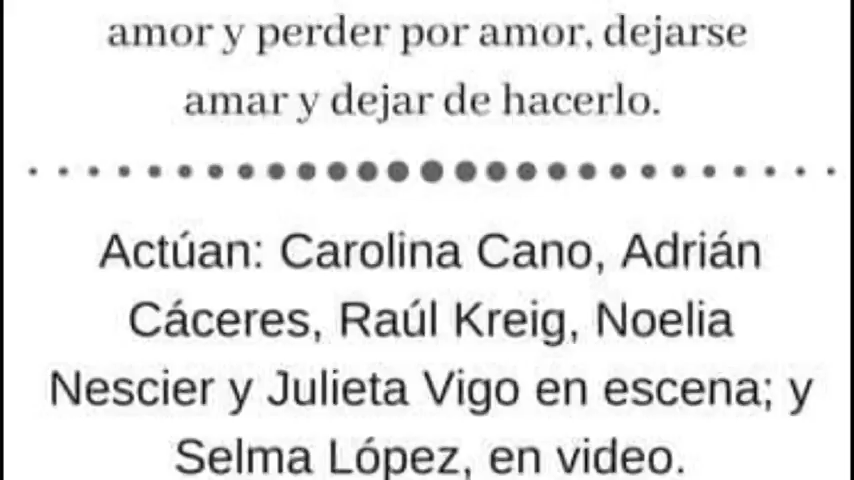 amor y perder por amor, dejarse
amar y dejar de hacerlo.
Actúan: Carolina Cano, Adrián
Cáceres, Raúl Kreig, Noelia
Nescier y Julieta Vigo en escena; y
Selma López, en video.